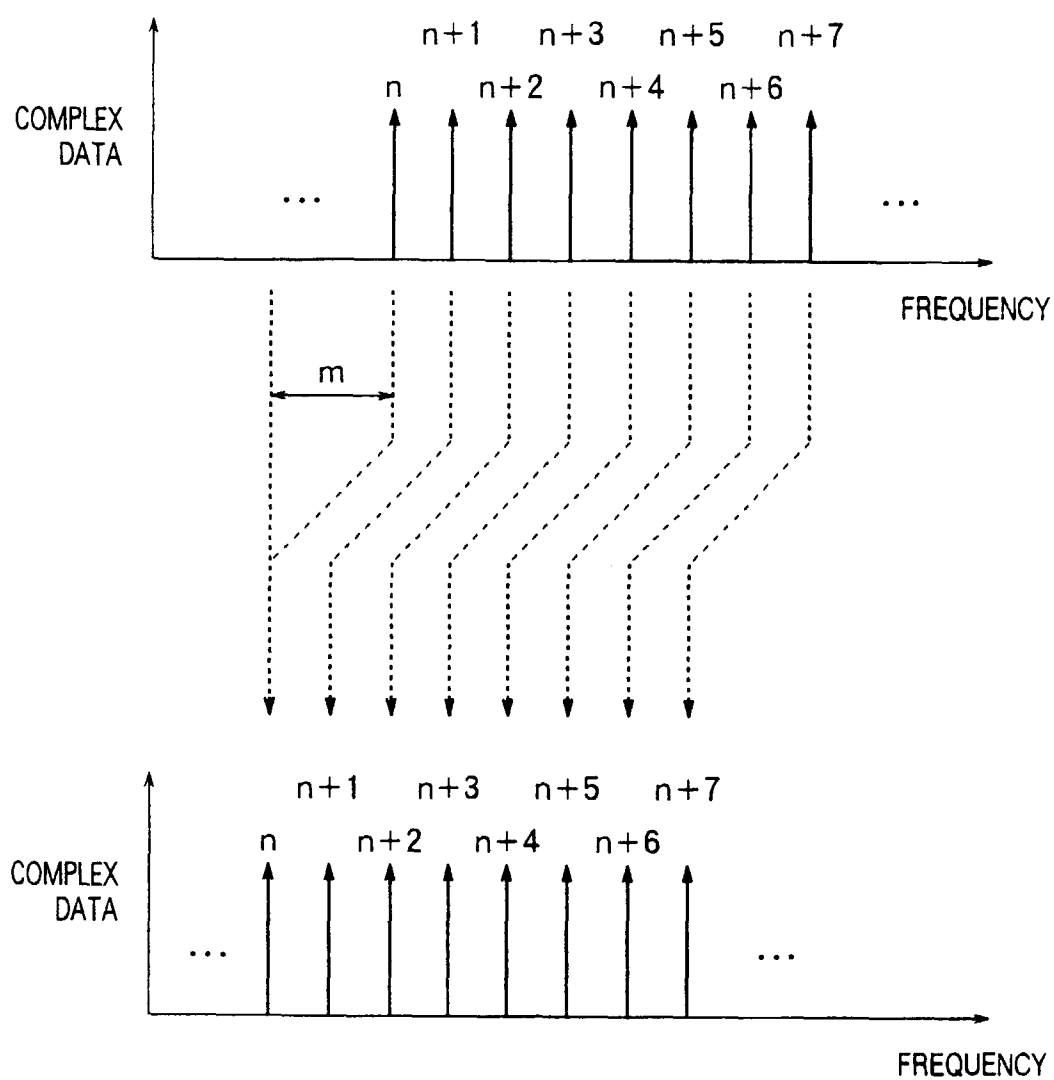 n+1 n+3 n+5 n+7
n n+2 n+4 n+6
COMPLEX
DATA
... ...
FREQUENCY
m
n+1 n+3 n+5 n+7
n n+2 n+4 n+6
COMPLEX
DATA
... ...
FREQUENCY